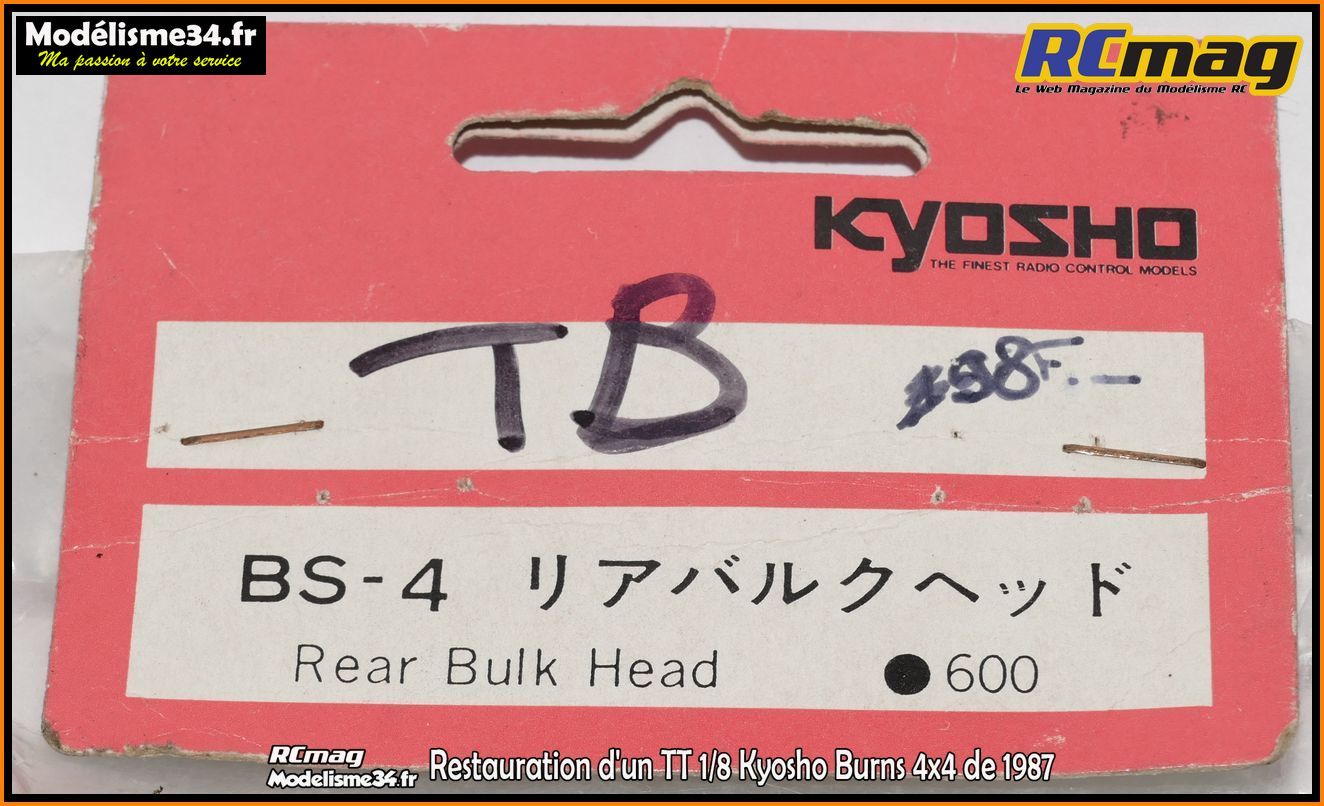 Modélisme34.fr
Ma passion à votre service
RCmag
Le Web Magazine du Modélisme RC
KYOSHO
THE FINEST RADIO CONTROL MODELS
TB
BS-4 リアバルクヘッド
Rear Bulk Head ●600
RCmag
Modelisme34.fr
Restauration d'un TT 1/8 Kyosho Burns 4x4 de 1987